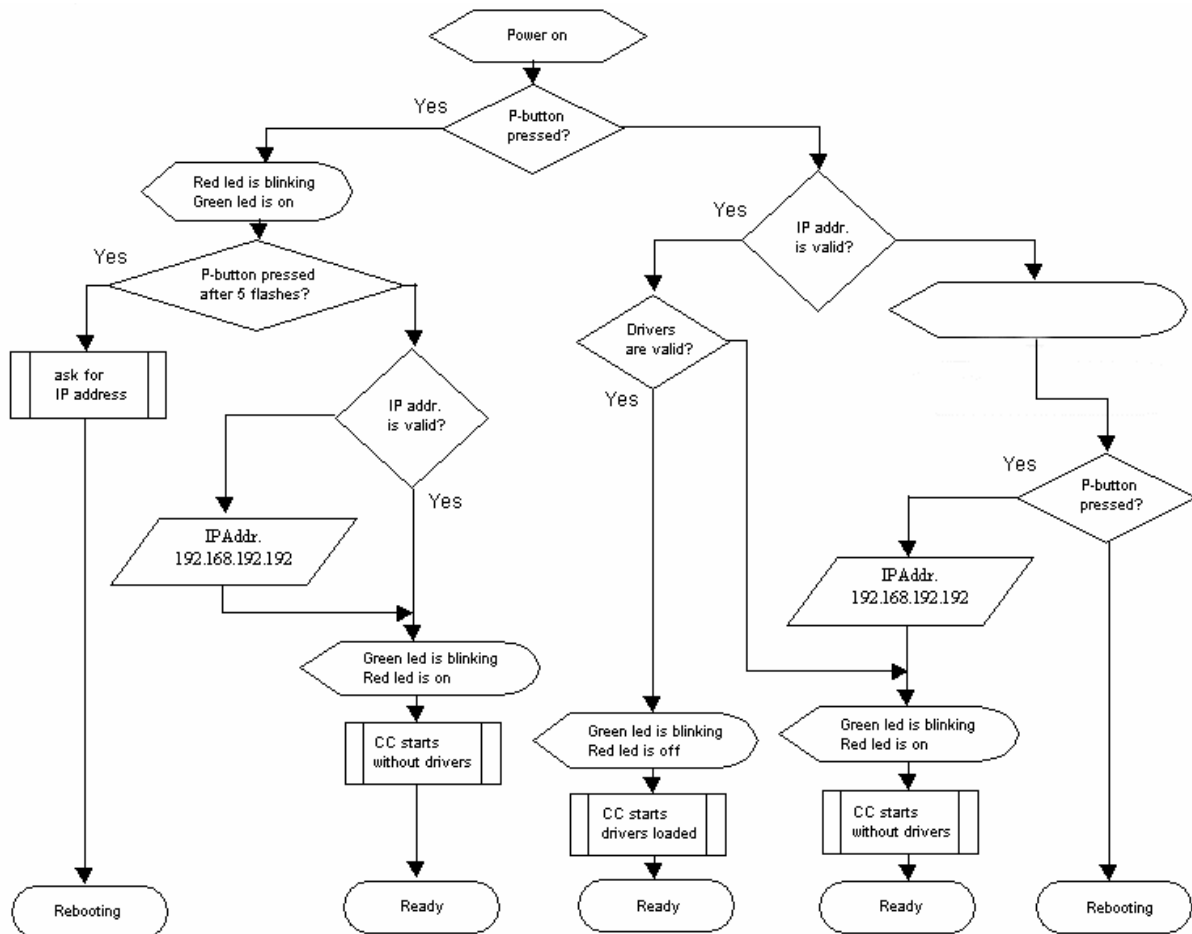 Power on
Yes
P-button
pressed?
Red led is blinking
Green led is on
Yes
IP addr.
is valid?
Yes
P-button pressed
after 5 flashes?
Drivers
are valid?
ask for
IP address
Yes
IP addr.
is valid?
Yes
Yes
P-button
pressed?
IPAddr.
192.168.192.192
IPAddr.
192.168.192.192
Green led is blinking
Red led is on
Green led is blinking
Red led is off
Green led is blinking
Red led is on
CC starts
without drivers
CC starts
drivers loaded
CC starts
without drivers
Rebooting
Ready
Ready
Ready
Rebooting